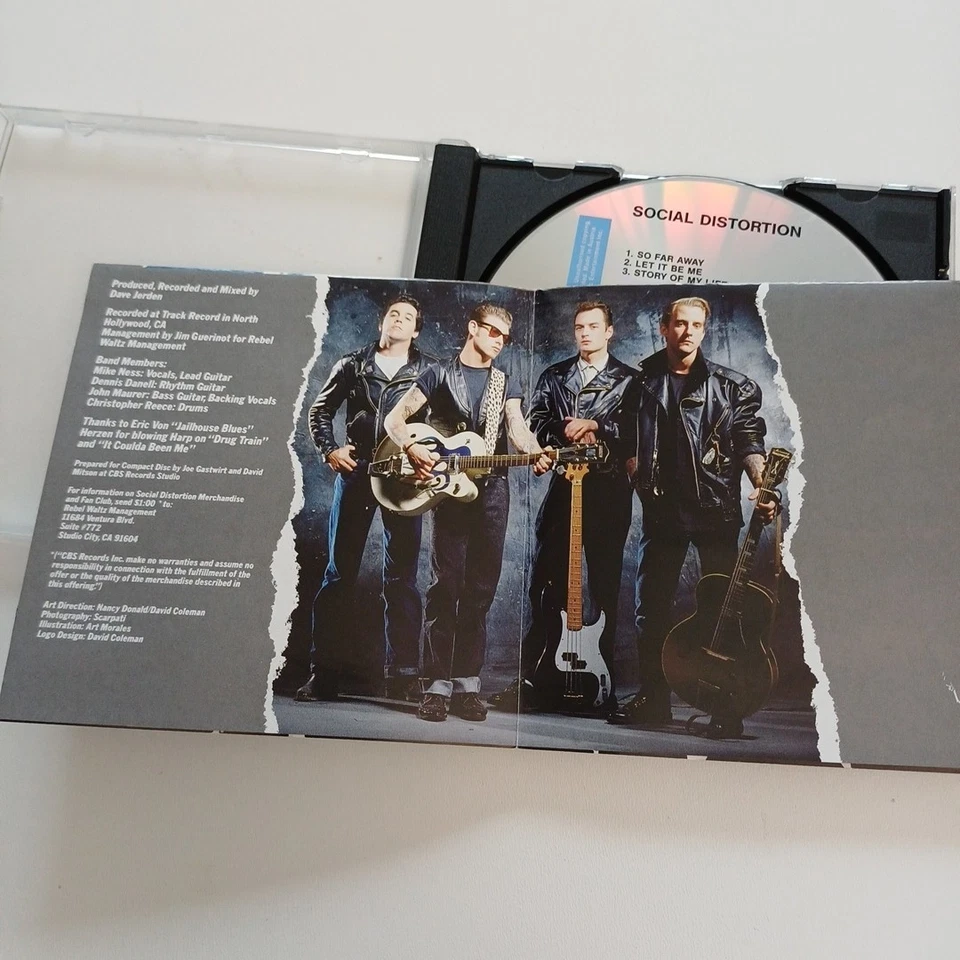 SOCIAL DISTORTION
1. SO FAR AWAY
2. LET IT BE ME
3. STORY OF MY LIFE
Produced, Recorded and Mixed by
Dave Jerden
Recorded at Track Record in North
Hollywood, CA
Management by Jim Guerinot for Rebel
Waltz Management
Band Members:
Mike Ness: Vocals, Lead Guitar
Dennis Danell: Rhythm Guitar
John Maurer: Bass Guitar, Backing Vocals
Christopher Reece: Drums
Thanks to Eric Von "Jailhouse Blues"
Herzen for blowing Harp on "Drug Train"
and "It Coulda Been Me"
Prepared for Compact Disc by Joe Gastwirt and David
Mitson at CBS Records Studio
For information on Social Distortion Merchandise
and Fan Club, send $1:00 *to:
Rebel Waltz Management
11684 Ventura Blvd.
Suite #772
Studio City, CA 91604
*("CBS Records Inc. make no warranties and assume no
responsibility in connection with the fulfillment of the
offer or the quality of the merchandise described in
this offering.")
Art Direction: Nancy Donald/David Coleman
Photography: Scarpati
Illustration: Art Morales
Logo Design: David Coleman